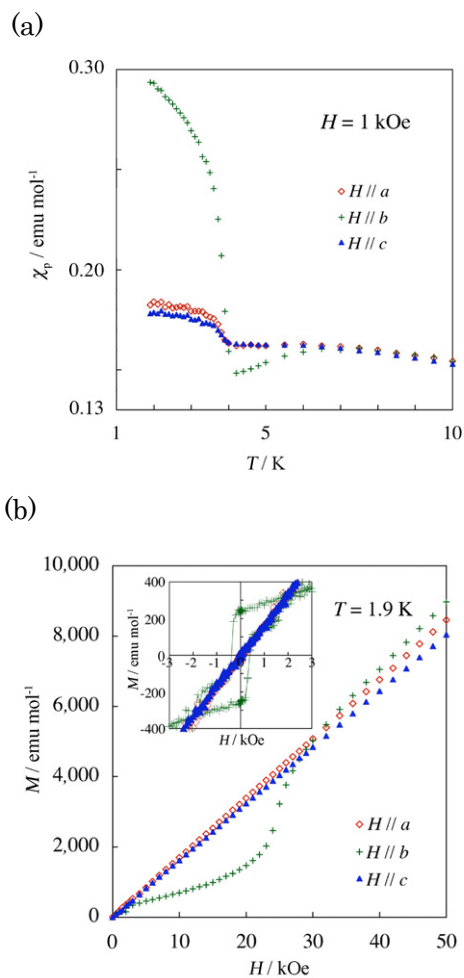 (a)
0.30
H = 1 kOe
H // a
H // b
H // c
χp / emu mol-1
0.20
0.13
1
5
10
T / K
(b)
10,000
400
T = 1.9 K
200
8,000
M / emu mol-1
0
-3 -2 -1 0 1 2 3
-200
6,000
-400
H / kOe
M / emu mol-1
4,000
H // a
2,000
H // b
H // c
0
0 10 20 30 40 50
H / kOe